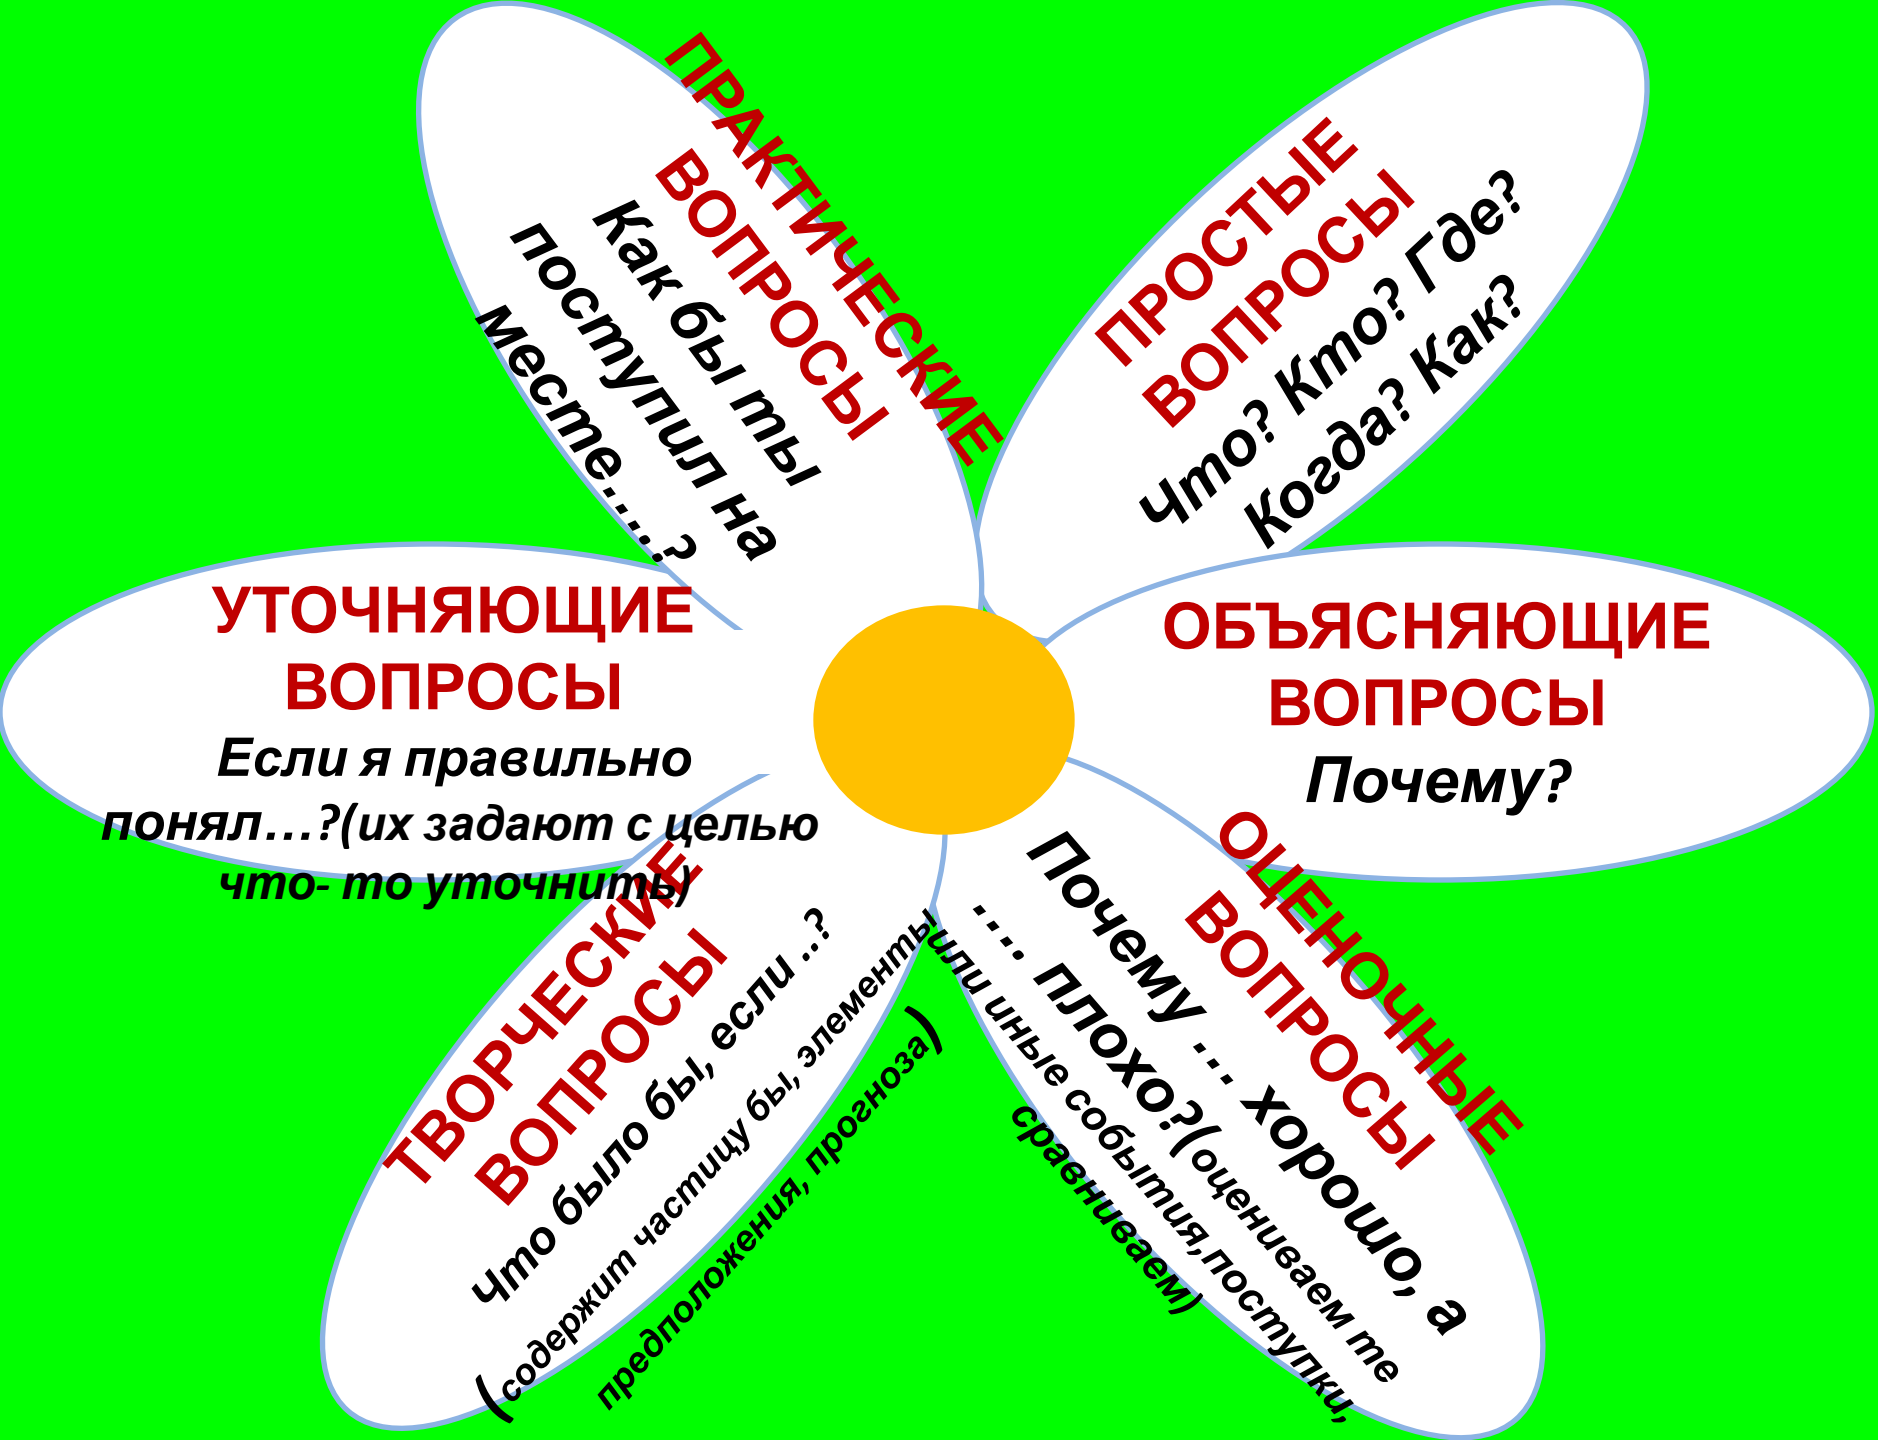 ПРАКТИЧЕСКИЕ
ВОПРОСЫ
Как бы ты
поступил на
месте.....?
ПРОСТЫЕ
ВОПРОСЫ
Что? Кто? Где?
Когда? Как?
УТОЧНЯЮЩИЕ
ВОПРОСЫ
Если я правильно
понял...?(их задают с целью
что- то уточнить)
ОБЪЯСНЯЮЩИЕ
ВОПРОСЫ
Почему?
ТВОРЧЕСКИЕ
ВОПРОСЫ
Что было бы, если ..?
(содержит частицу бы, элементы
предположения, прогноза)
ОЦЕНОЧНЫЕ
ВОПРОСЫ
Почему ... хорошо, а
.... плохо?(оцениваем те
или иные события,поступки,
сравниваем)